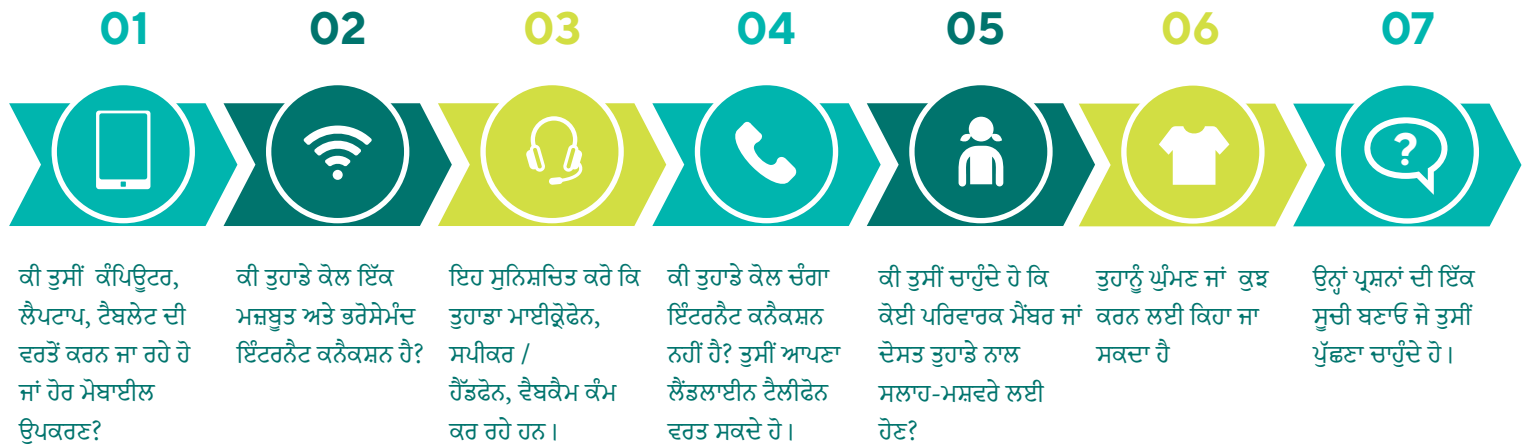 01
02
03
04
05
06
07
?
ਕੀ ਤੁਸੀਂ ਕੰਪਿਊਟਰ,
ਲੈਪਟਾਪ, ਟੈਬਲੇਟ ਦੀ
ਵਰਤੋਂ ਕਰਨ ਜਾ ਰਹੇ ਹੋ
ਜਾਂ ਹੋਰ ਮੋਬਾਈਲ
ਉਪਕਰਣ?
ਕੀ ਤੁਹਾਡੇ ਕੋਲ ਇੱਕ
ਮਜ਼ਬੂਤ ਅਤੇ ਭਰੋਸੇਮੰਦ
ਇੰਟਰਨੈਟ ਕਨੈਕਸ਼ਨ ਹੈ?
ਇਹ ਸੁਨਿਸ਼ਚਿਤ ਕਰੋ ਕਿ
ਤੁਹਾਡਾ ਮਾਈਕ੍ਰੋਫੋਨ,
ਸਪੀਕਰ /
ਹੈੱਡਫੋਨ, ਵੈਬਕੈਮ ਕੰਮ
ਕਰ ਰਹੇ ਹਨ।
ਕੀ ਤੁਹਾਡੇ ਕੋਲ ਚੰਗਾ
ਇੰਟਰਨੈਟ ਕਨੈਕਸ਼ਨ
ਨਹੀਂ ਹੈ? ਤੁਸੀਂ ਆਪਣਾ
ਲੈਂਡਲਾਈਨ ਟੈਲੀਫੋਨ
ਵਰਤ ਸਕਦੇ ਹੋ।
ਕੀ ਤੁਸੀਂ ਚਾਹੁੰਦੇ ਹੋ ਕਿ
ਕੋਈ ਪਰਿਵਾਰਕ ਮੈਂਬਰ ਜਾਂ
ਦੋਸਤ ਤੁਹਾਡੇ ਨਾਲ
ਸਲਾਹ-ਮਸ਼ਵਰੇ ਲਈ
ਹੋਣ?
ਤੁਹਾਨੂੰ ਘੁੰਮਣ ਜਾਂ ਕੁਝ
ਕਰਨ ਲਈ ਕਿਹਾ ਜਾ
ਸਕਦਾ ਹੈ
ਉਨ੍ਹਾਂ ਪ੍ਰਸ਼ਨਾਂ ਦੀ ਇੱਕ
ਸੂਚੀ ਬਣਾਓ ਜੋ ਤੁਸੀਂ
ਪੁੱਛਣਾ ਚਾਹੁੰਦੇ ਹੋ।